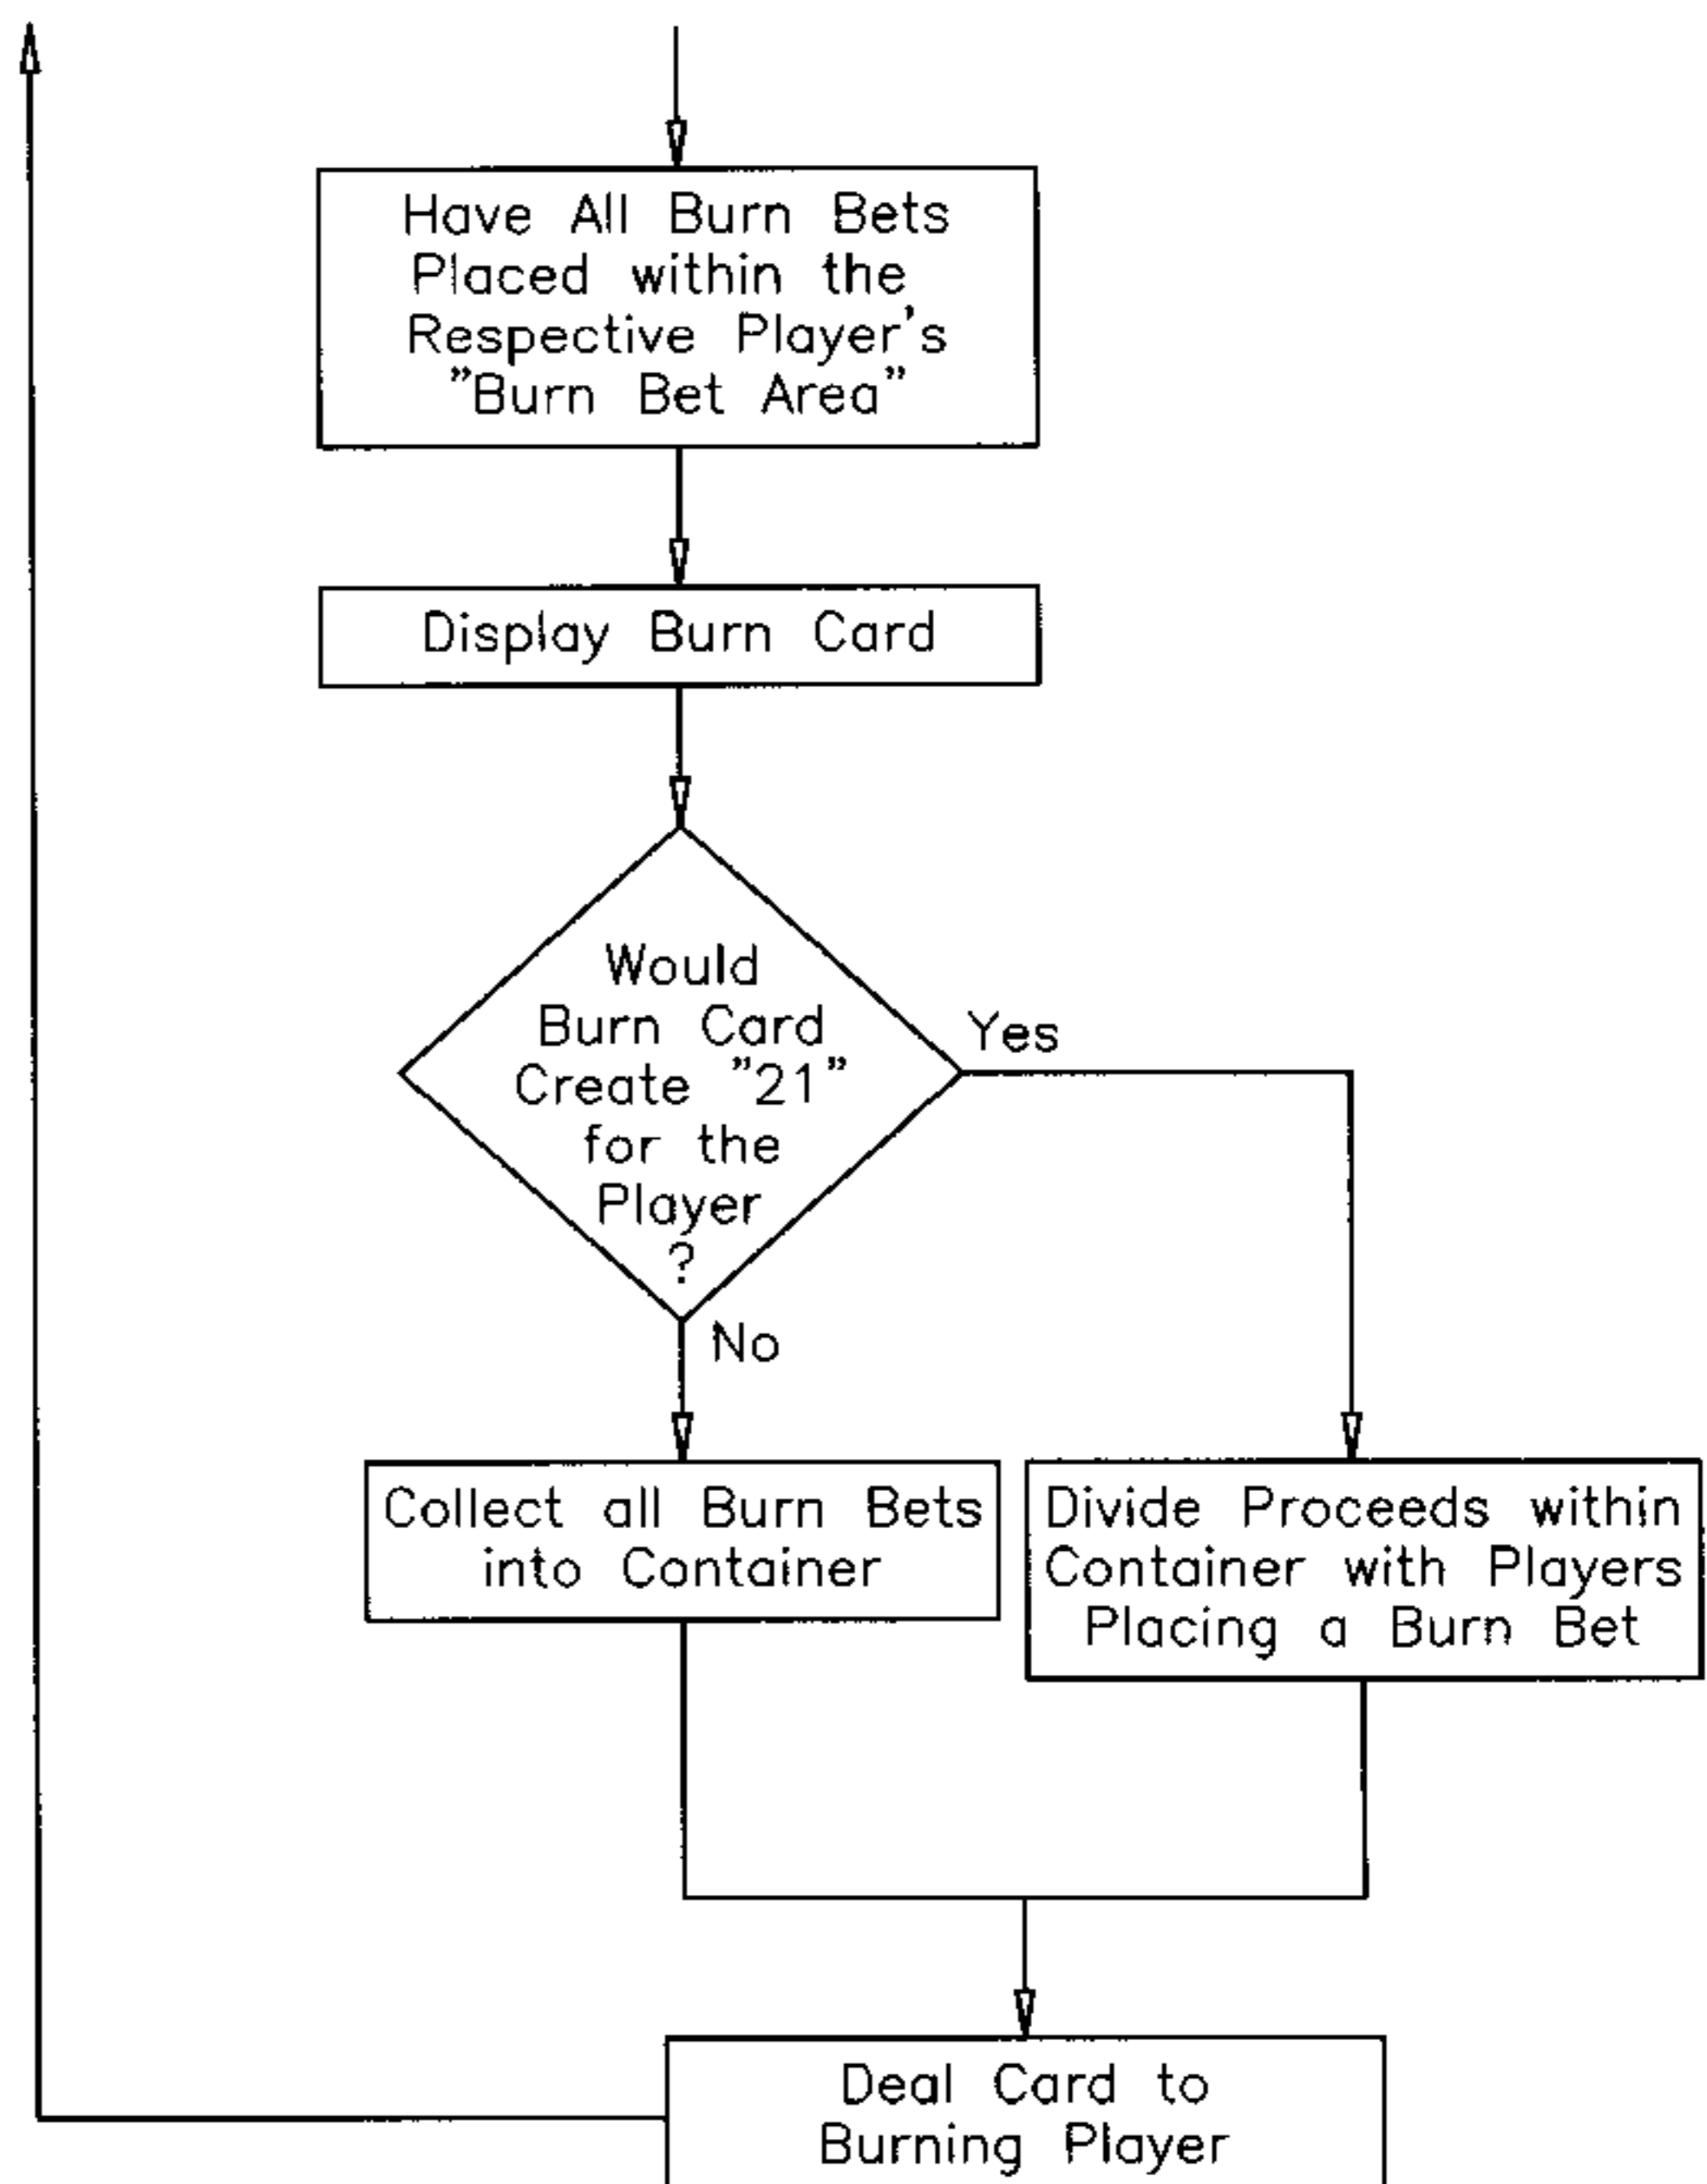 Have All Burn Bets
Placed within the
Respective Player's
"Burn Bet Area"
Display Burn Card
Would
Burn Card
Create "21"
for the
Player
?
Yes
No
Collect all Burn Bets
into Container
Divide Proceeds within
Container with Players
Placing a Burn Bet
Deal Card to
Burning Player